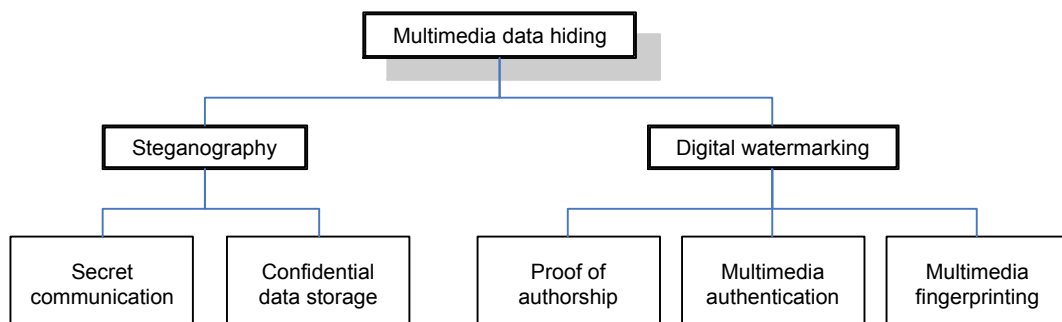 Multimedia data hiding
Steganography
Digital watermarking
Secret
communication
Confidential
data storage
Proof of
authorship
Multimedia
authentication
Multimedia
fingerprinting